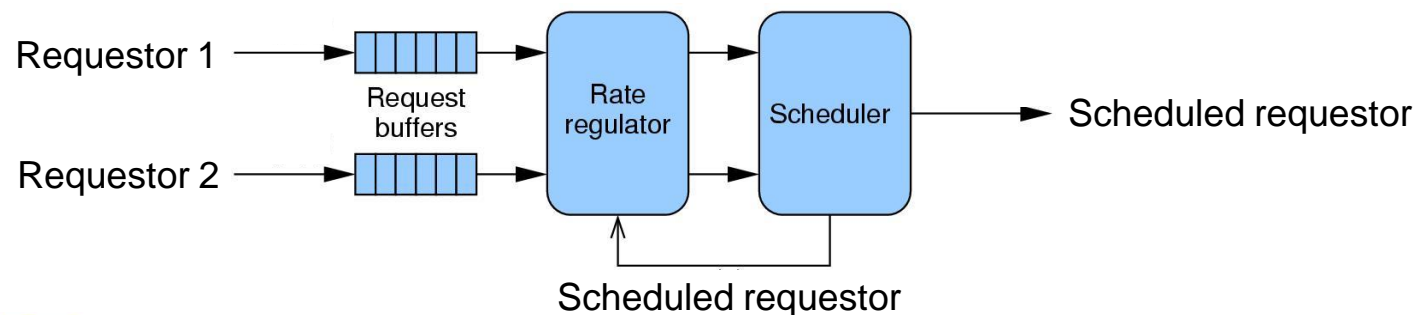 Requestor 1
Request
buffers
Requestor 2
Rate
regulator
Scheduler
Scheduled requestor
Scheduled requestor